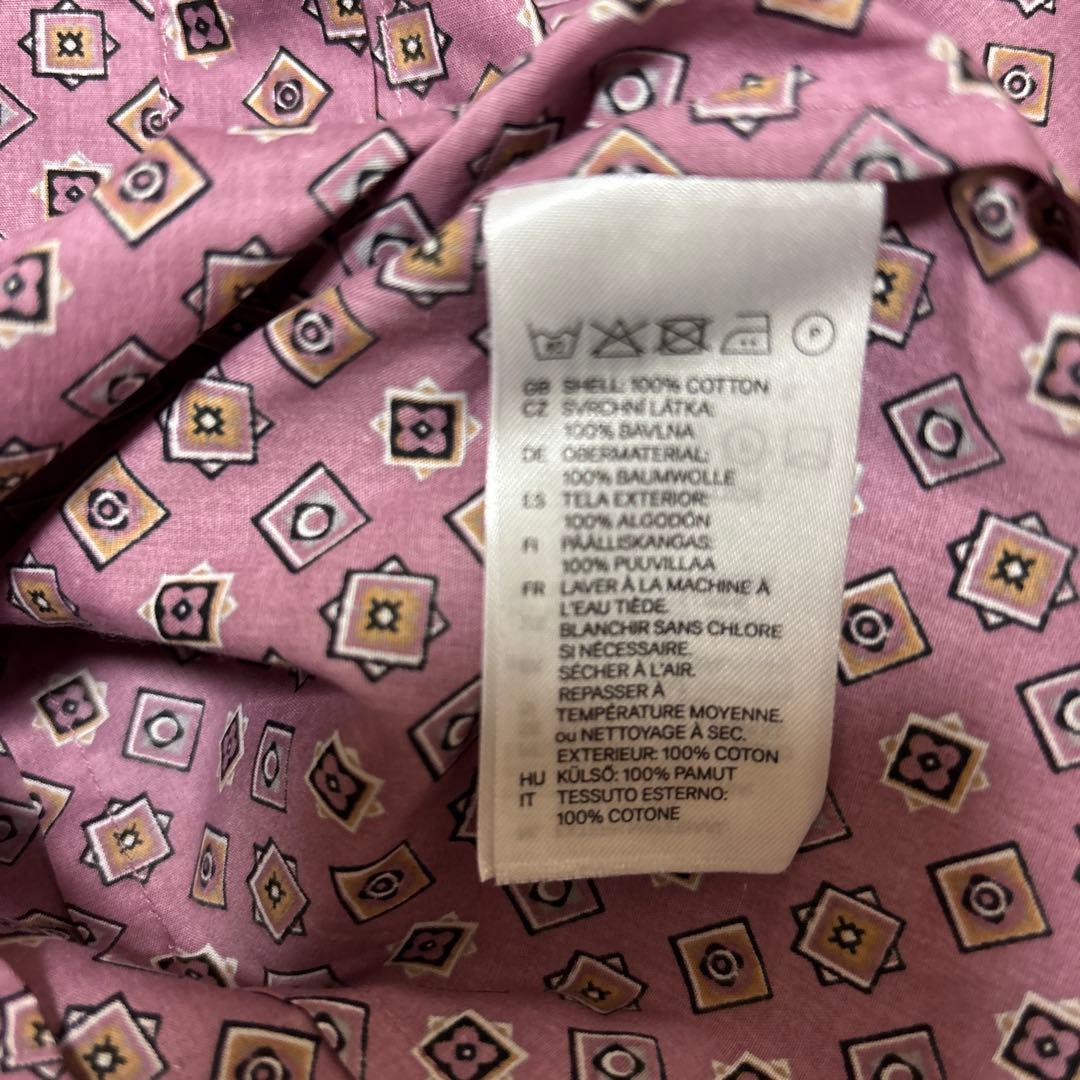 GB SHELL: 100% COTTON
CZ SVRCHNÍ LÁTKA:
100% BAVLNA
DE OBERMATERIAL:
100% BAUMWOLLE
ES TELA EXTERIOR:
100% ALGODÓN
FI PÄÄLLISKANGAS:
100% PUUVILLAA
FR LAVER À LA MACHINE À
L'EAU TIÈDE.
BLANCHIR SANS CHLORE
SI NÉCESSAIRE.
SÉCHER À L'AIR.
REPASSER À
TEMPÉRATURE MOYENNE.
ou NETTOYAGE À SEC.
EXTERIEUR: 100% COTON
HU KÜLSŐ: 100% PAMUT
IT TESSUTO ESTERNO:
100% COTONE